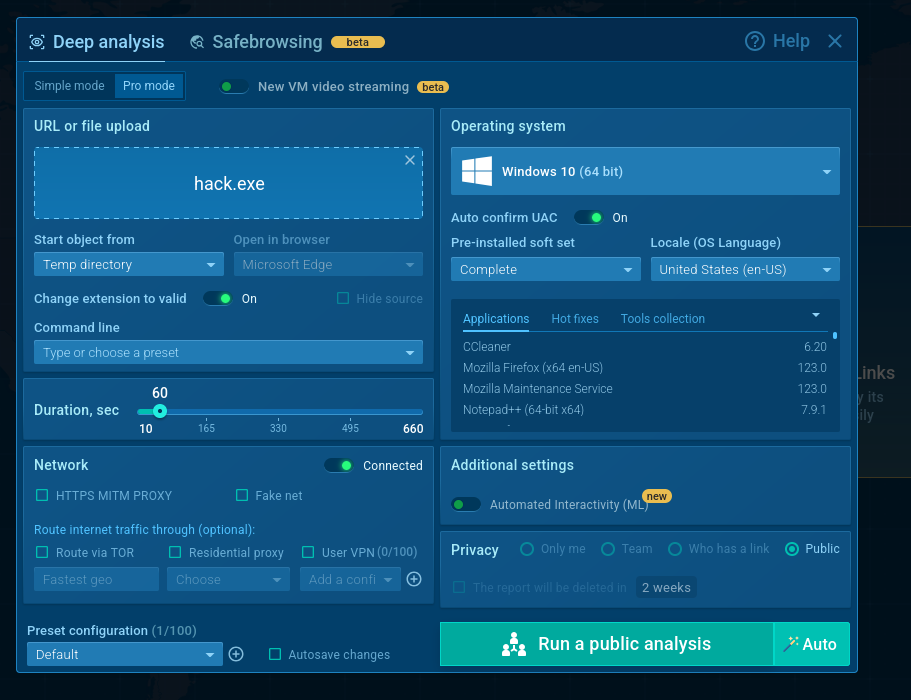 Deep analysis
Safebrowsing beta
Help
Simple mode Pro mode
New VM video streaming beta
URL or file upload
hack.exe
Start object from Open in browser
Temp directory Microsoft Edge
Change extension to valid On Hide source
Command line
Type or choose a preset
Duration, sec
60
10 165 330 495 660
Network Connected
HTTPS MITM PROXY Fake net
Route internet traffic through (optional):
Route via TOR Residential proxy User VPN (0/100)
Fastest geo Choose Add a confi
Preset configuration (1/100)
Default Autosave changes
Operating system
Windows 10 (64 bit)
Auto confirm UAC On
Pre-installed soft set Locale (OS Language)
Complete United States (en-US)
Applications Hot fixes Tools collection
CCleaner 6.20
Mozilla Firefox (x64 en-US) 123.0
Mozilla Maintenance Service 123.0
Notepad++ (64-bit x64) 7.9.1
Additional settings
Automated Interactivity (ML) new
Privacy Only me Team Who has a link Public
The report will be deleted in 2 weeks
Run a public analysis Auto
Links
its